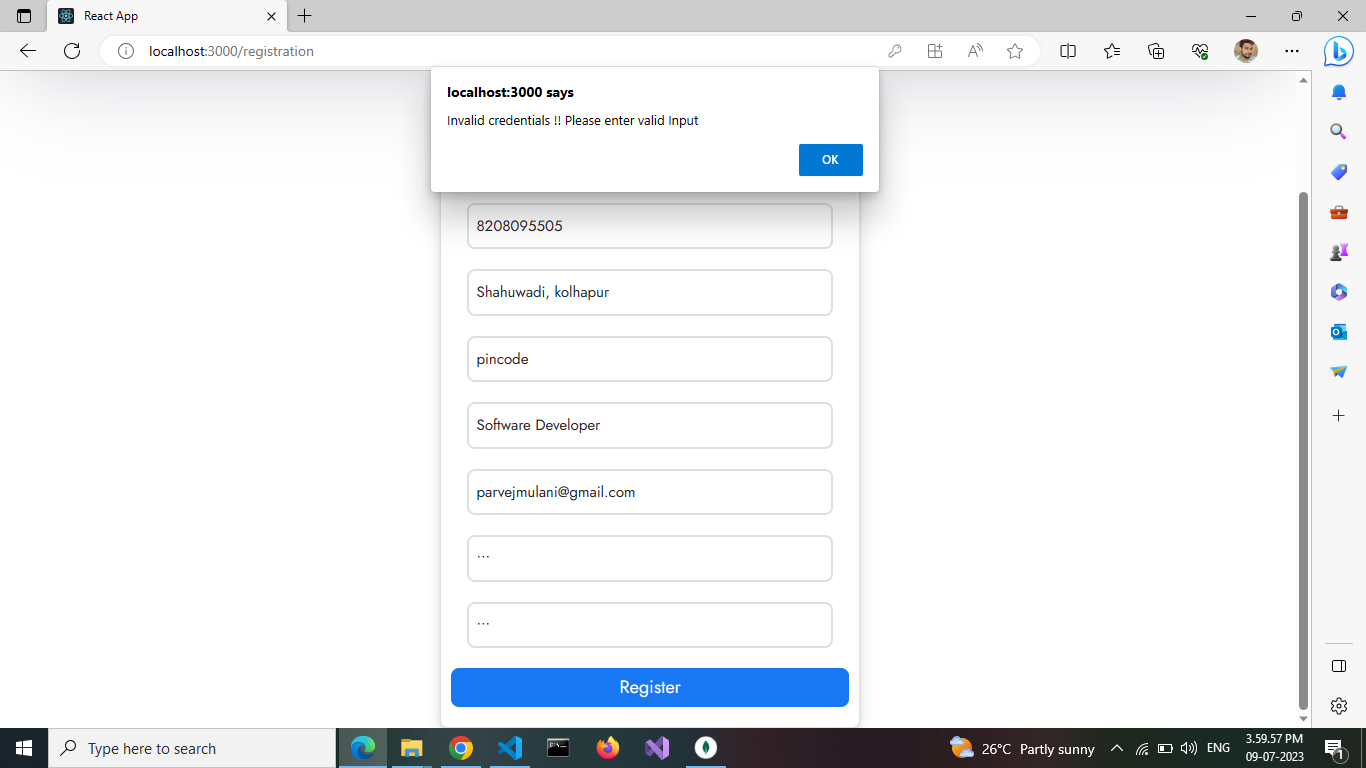 React App
localhost:3000/registration
localhost:3000 says
Invalid credentials !! Please enter valid Input
OK
8208095505
Shahuwadi, kolhapur
pincode
Software Developer
parvejmulani@gmail.com
...
...
Register
Type here to search
26°C Partly sunny
ENG
3.59.57 PM
09-07-2023
1